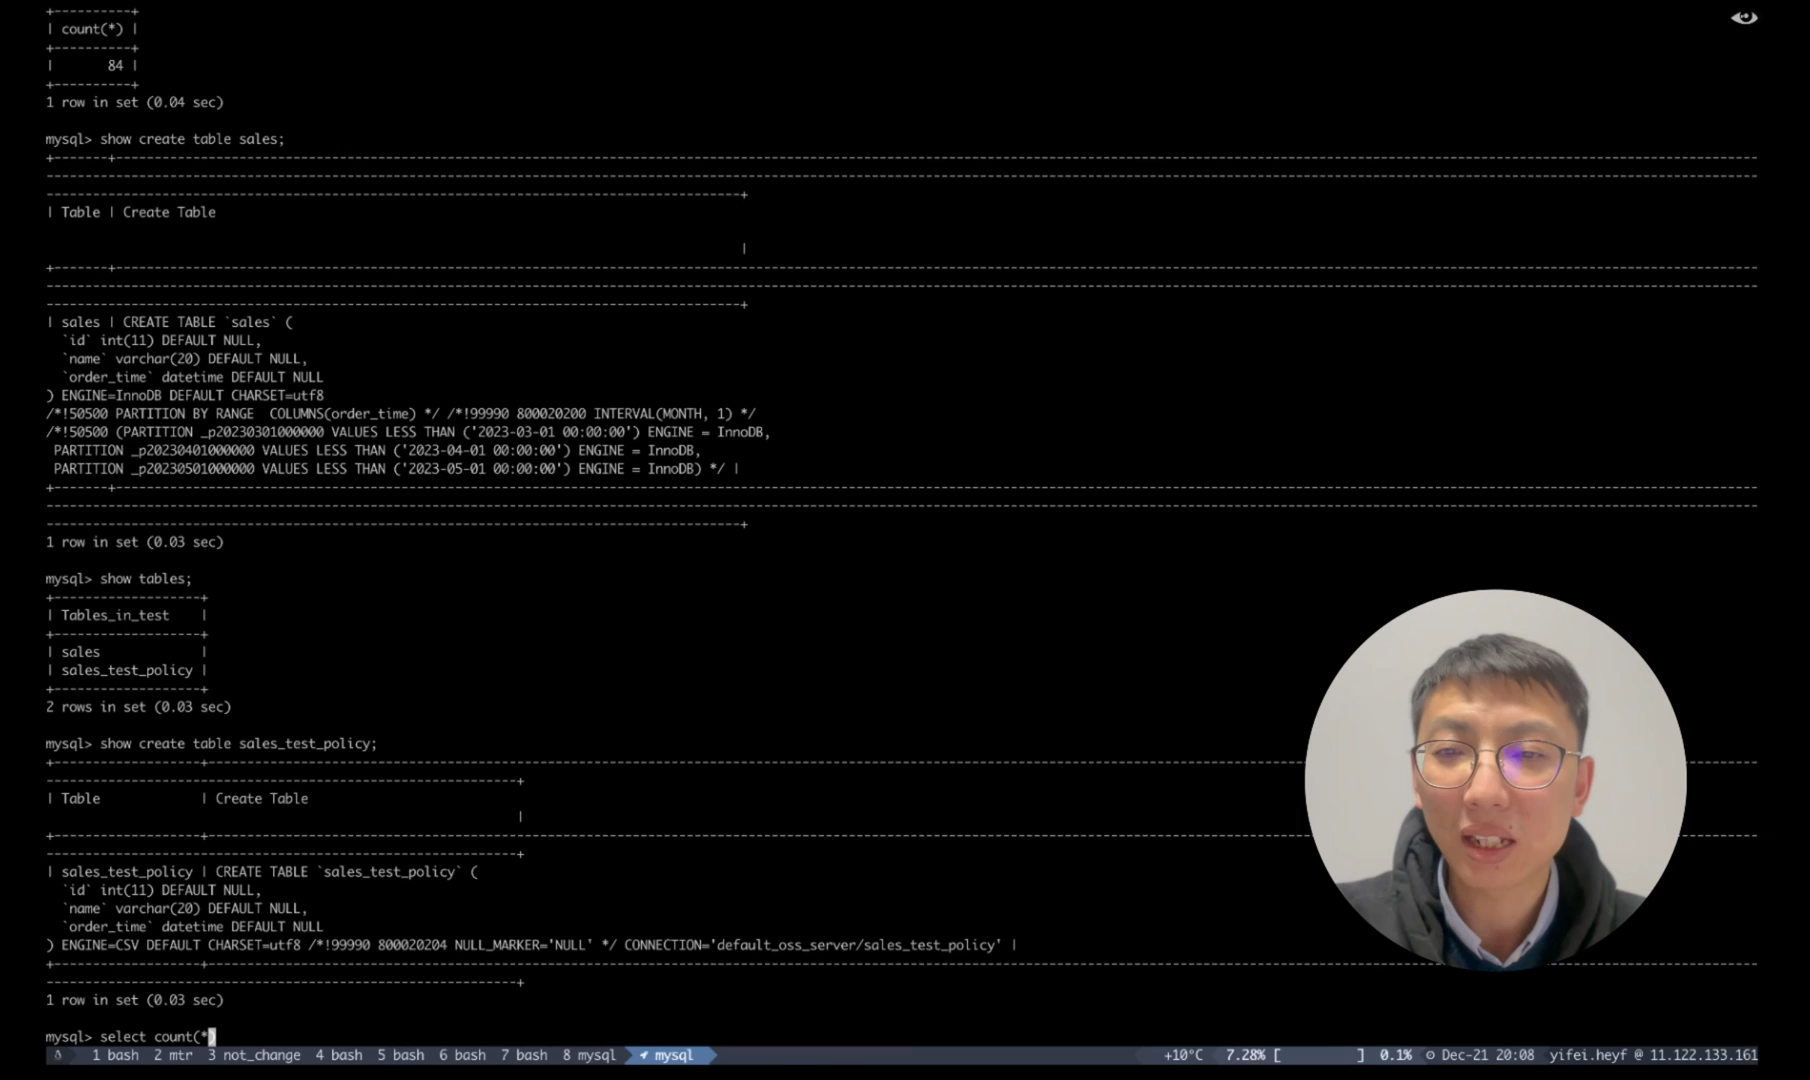 +----------+
| count(*) |
+----------+
|       84 |
+----------+
1 row in set (0.04 sec)
mysql> show create table sales;
| Table | Create Table
|
| sales | CREATE TABLE `sales` (
  `id` int(11) DEFAULT NULL,
  `name` varchar(20) DEFAULT NULL,
  `order_time` datetime DEFAULT NULL
) ENGINE=InnoDB DEFAULT CHARSET=utf8
/*!50500 PARTITION BY RANGE  COLUMNS(order_time) */ /*!99990 800020200 INTERVAL(MONTH, 1) */
/*!50500 (PARTITION _p20230301000000 VALUES LESS THAN ('2023-03-01 00:00:00') ENGINE = InnoDB,
 PARTITION _p20230401000000 VALUES LESS THAN ('2023-04-01 00:00:00') ENGINE = InnoDB,
 PARTITION _p20230501000000 VALUES LESS THAN ('2023-05-01 00:00:00') ENGINE = InnoDB) */ |
1 row in set (0.03 sec)
mysql> show tables;
+-------------------+
| Tables_in_test    |
+-------------------+
| sales             |
| sales_test_policy |
+-------------------+
2 rows in set (0.03 sec)
mysql> show create table sales_test_policy;
| Table             | Create Table
|
| sales_test_policy | CREATE TABLE `sales_test_policy` (
  `id` int(11) DEFAULT NULL,
  `name` varchar(20) DEFAULT NULL,
  `order_time` datetime DEFAULT NULL
) ENGINE=CSV DEFAULT CHARSET=utf8 /*!99990 800020204 NULL_MARKER='NULL' */ CONNECTION='default_oss_server/sales_test_policy' |
1 row in set (0.03 sec)
mysql> select count(*)
1 bash  2 mtr  3 not_change  4 bash  5 bash  6 bash  7 bash  8 mysql  mysql  +10°C  7.28% [ ] 0.1%  Dec-21 20:08  yifei.heyf @ 11.122.133.161